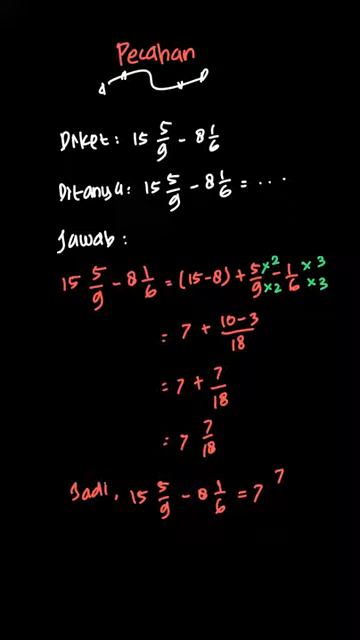 Pecahan
Diket: 15 5/9 - 8 1/6
Ditanya: 15 5/9 - 8 1/6 = ...
Jawab:
15 5/9 - 8 1/6 = (15-8) + 5/9 ×2 ×2 - 1/6 ×3 ×3
= 7 + 10-3/18
= 7 + 7/18
= 7 7/18
Jadi, 15 5/9 - 8 1/6 = 7 7